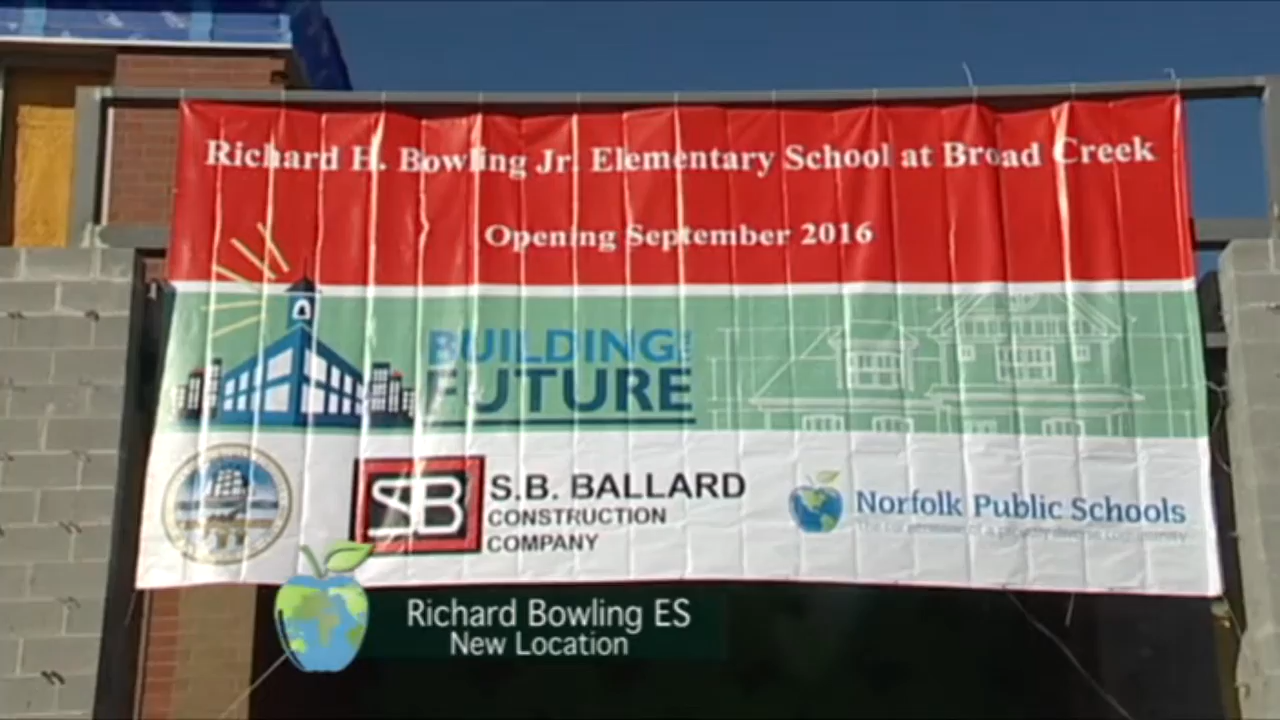 Richard H. Bowling Jr. Elementary School at Broad Creek
Opening September 2016
BUILDING
FUTURE
SB
S.B. BALLARD
CONSTRUCTION
COMPANY
Norfolk Public Schools
Richard Bowling ES
New Location